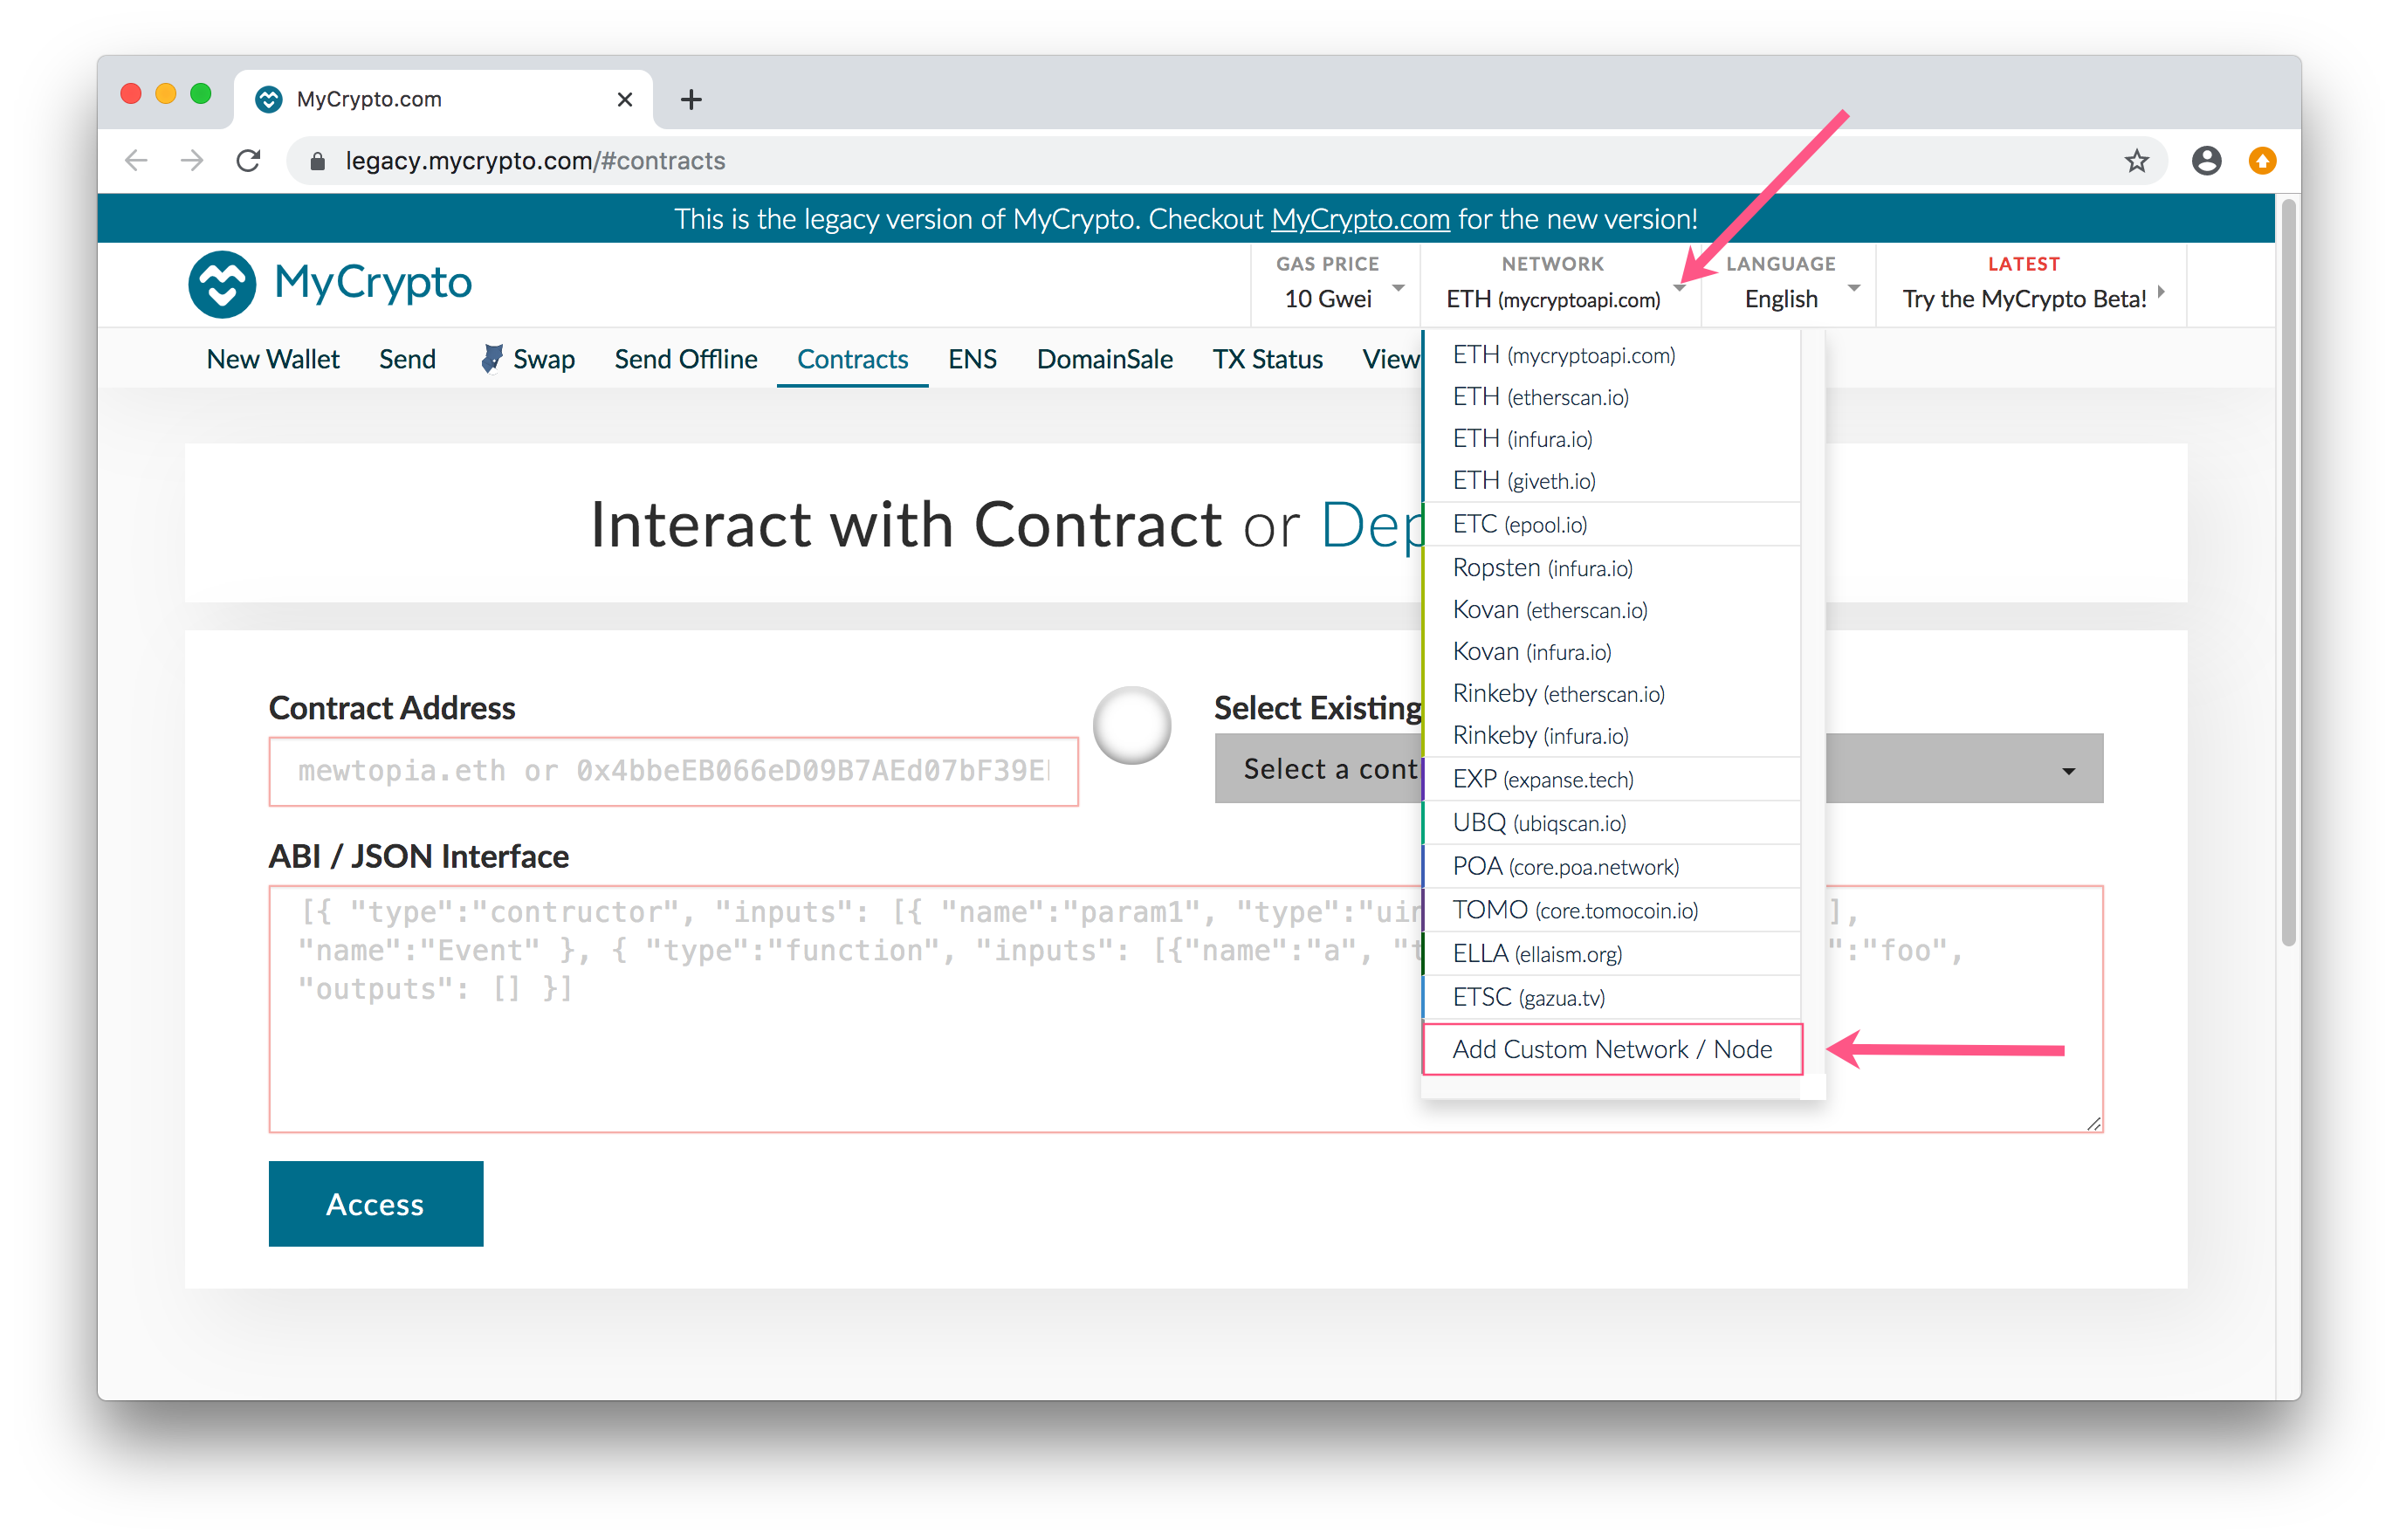 MyCrypto.com
legacy.mycrypto.com/#contracts
This is the legacy version of MyCrypto. Checkout MyCrypto.com for the new version!
MyCrypto
GAS PRICE
10 Gwei
NETWORK
ETH (mycryptoapi.com)
LANGUAGE
English
LATEST
Try the MyCrypto Beta!
New Wallet Send Swap Send Offline Contracts ENS DomainSale TX Status View
ETH (mycryptoapi.com)
ETH (etherscan.io)
ETH (infura.io)
ETH (giveth.io)
ETC (epool.io)
Ropsten (infura.io)
Kovan (etherscan.io)
Kovan (infura.io)
Rinkeby (etherscan.io)
Rinkeby (infura.io)
EXP (expanse.tech)
UBQ (ubiqscan.io)
POA (core.poa.network)
TOMO (core.tomocoin.io)
ELLA (ellaism.org)
ETSC (gazua.tv)
Add Custom Network / Node
Interact with Contract or Dep
Contract Address
mewtopia.eth or 0x4bbeEB066eD09B7AEd07bF39E
Select Existing
Select a cont
ABI / JSON Interface
[{ "type":"contructor", "inputs": [{ "name":"param1", "type":"uin ],
"name":"Event" }, { "type":"function", "inputs": [{"name":"a", "t ":"foo",
"outputs": [] }]
Access